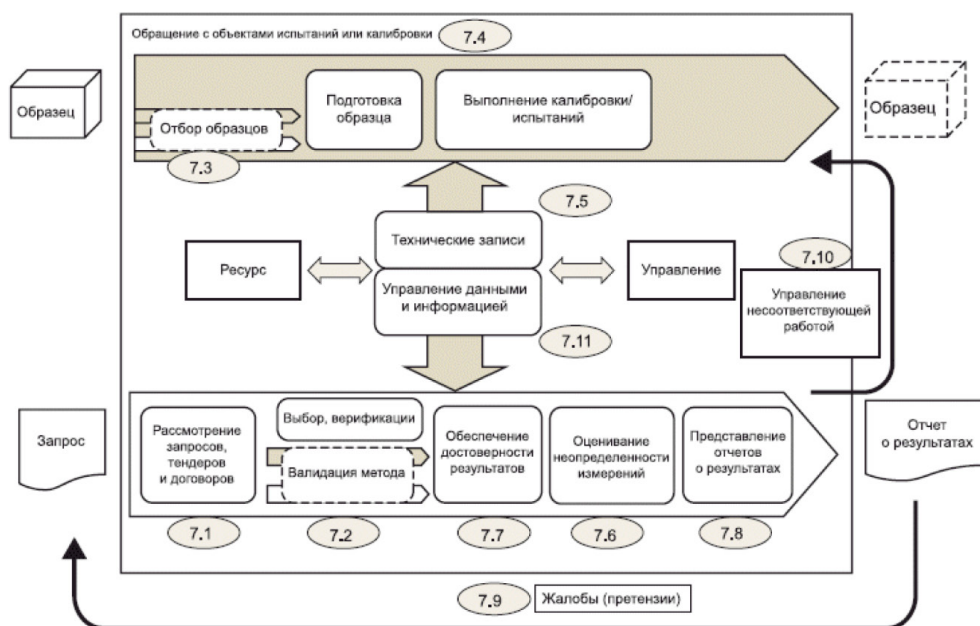 Обращение с объектами испытаний или калибровки
7.4
Образец
Отбор образцов
7.3
Подготовка
образца
Выполнение калибровки/
испытаний
Образец
7.5
Технические записи
Ресурс
Управление данными
и информацией
Управление
7.11
7.10
Управление
несоответствующей
работой
Запрос
Рассмотрение
запросов,
тендеров
и договоров
7.1
Выбор, верификации
Валидация метода
7.2
Обеспечение
достоверности
результатов
7.7
Оценивание
неопределенности
измерений
7.6
Представление
отчетов
о результатах
7.8
Отчет
о результатах
7.9
Жалобы (претензии)